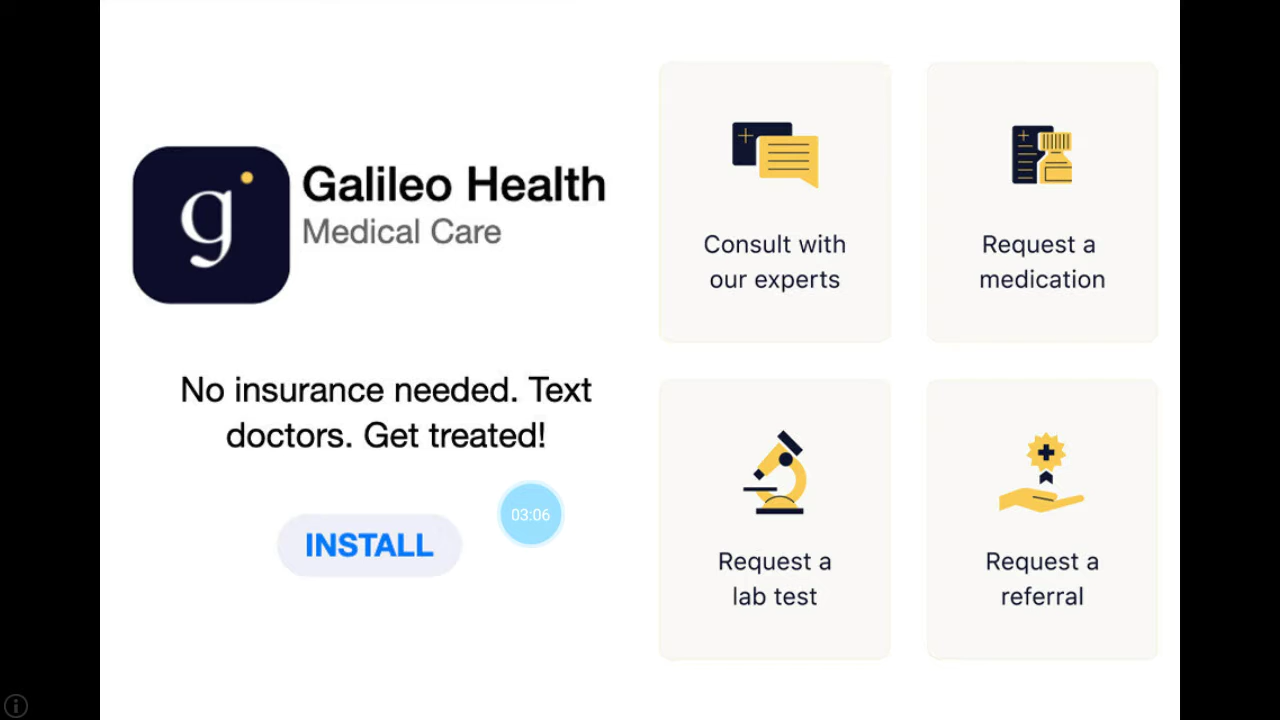 g
Galileo Health
Medical Care
No insurance needed. Text
doctors. Get treated!
INSTALL
03:06
Consult with
our experts
Request a
medication
Request a
lab test
Request a
referral